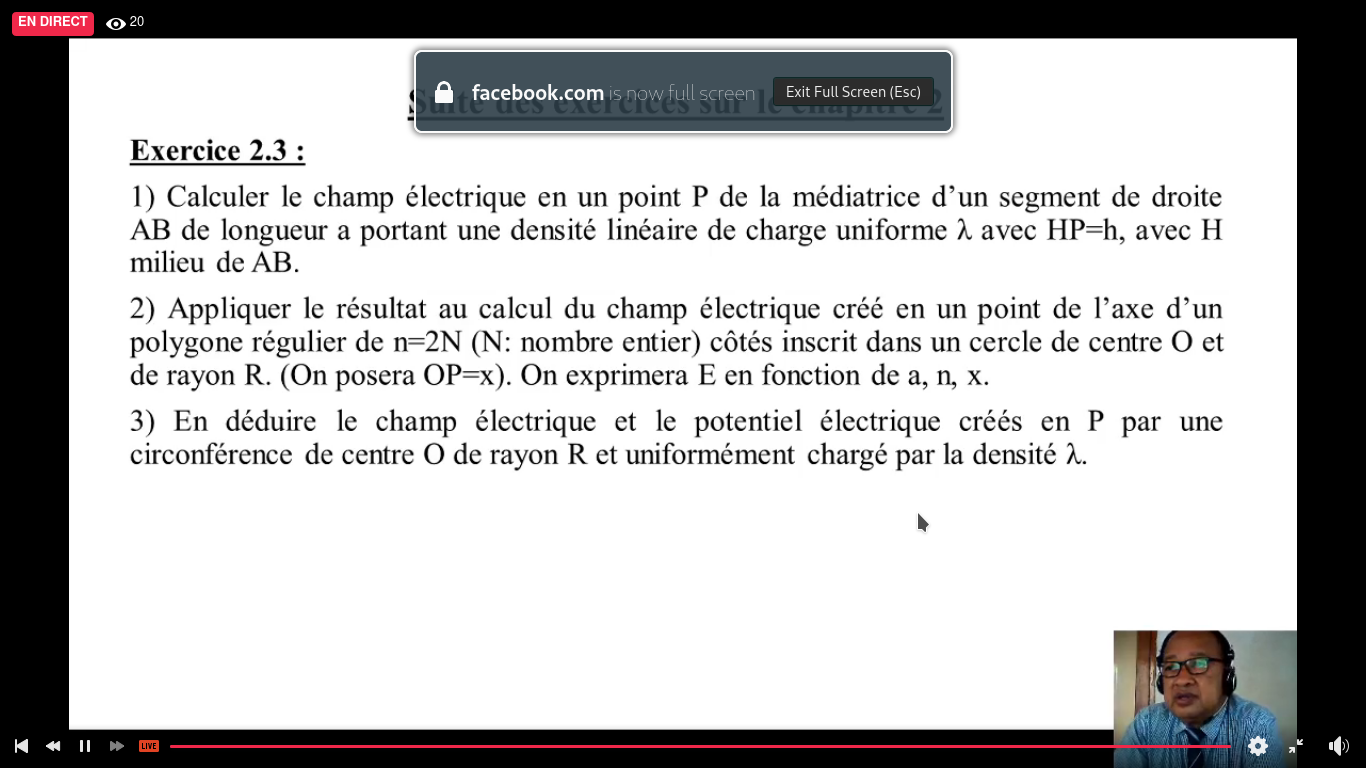 EN DIRECT 20
facebook.com is now full screen Exit Full Screen (Esc)
Suite des exercices sur le chapitre 2
Exercice 2.3 :
1) Calculer le champ électrique en un point P de la médiatrice d’un segment de droite
AB de longueur a portant une densité linéaire de charge uniforme λ avec HP=h, avec H
milieu de AB.
2) Appliquer le résultat au calcul du champ électrique créé en un point de l’axe d’un
polygone régulier de n=2N (N: nombre entier) côtés inscrit dans un cercle de centre O et
de rayon R. (On posera OP=x). On exprimera E en fonction de a, n, x.
3) En déduire le champ électrique et le potentiel électrique créés en P par une
circonférence de centre O de rayon R et uniformément chargé par la densité λ.
LIVE